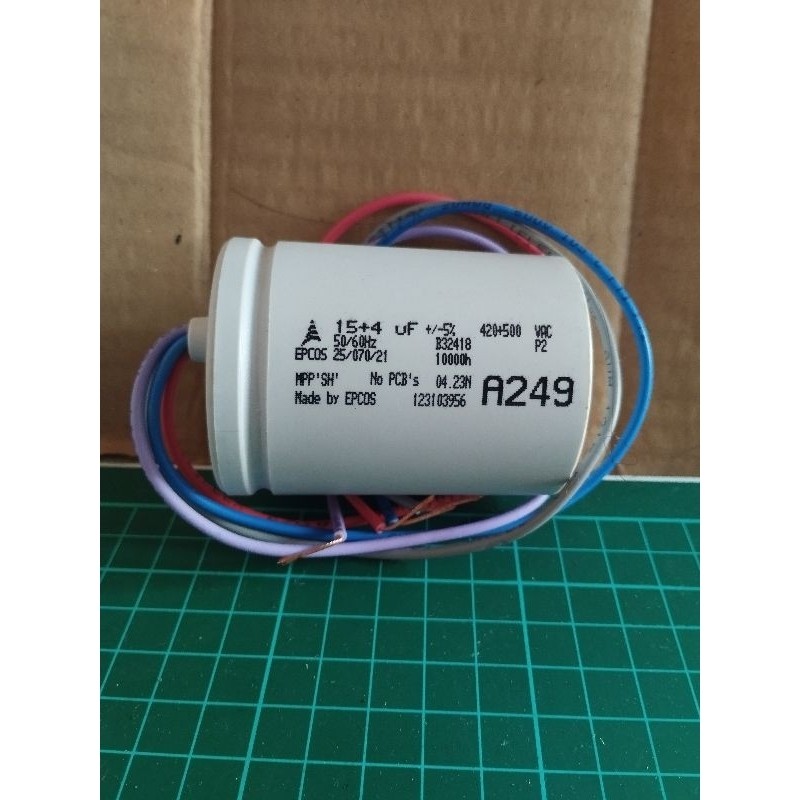 15+4 uF +/-5% 420+500 VAC
50/60Hz B32418 P2
EPCOS 25/070/21 10000h
MPP'SH' No PCB's 04.23N
Made by EPCOS 123103956 A249